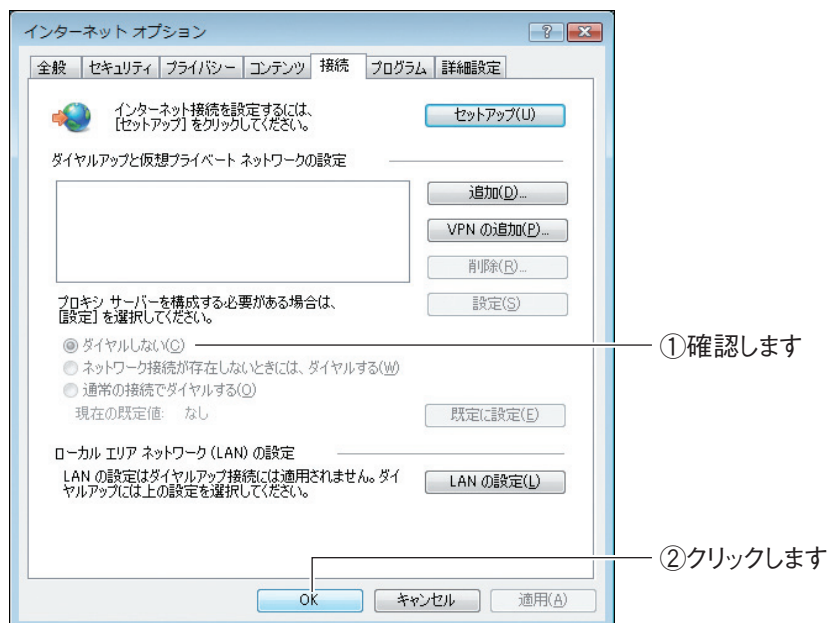 インターネット オプション
全般 セキュリティ プライバシー コンテンツ 接続 プログラム 詳細設定
インターネット接続を設定するには、
[セットアップ] をクリックしてください。
セットアップ(U)
ダイヤルアップと仮想プライベート ネットワークの設定
追加(D)...
VPN の追加(P)...
削除(R)...
プロキシ サーバーを構成する必要がある場合は、
[設定] を選択してください。
設定(S)
ダイヤルしない(C)
①確認します
ネットワーク接続が存在しないときには、ダイヤルする(W)
通常の接続でダイヤルする(O)
現在の既定値: なし
既定に設定(E)
ローカル エリア ネットワーク (LAN) の設定
LAN の設定はダイヤルアップ接続には適用されません。ダイ
ヤルアップには上の設定を選択してください。
LAN の設定(L)
②クリックします
OK キャンセル 適用(A)